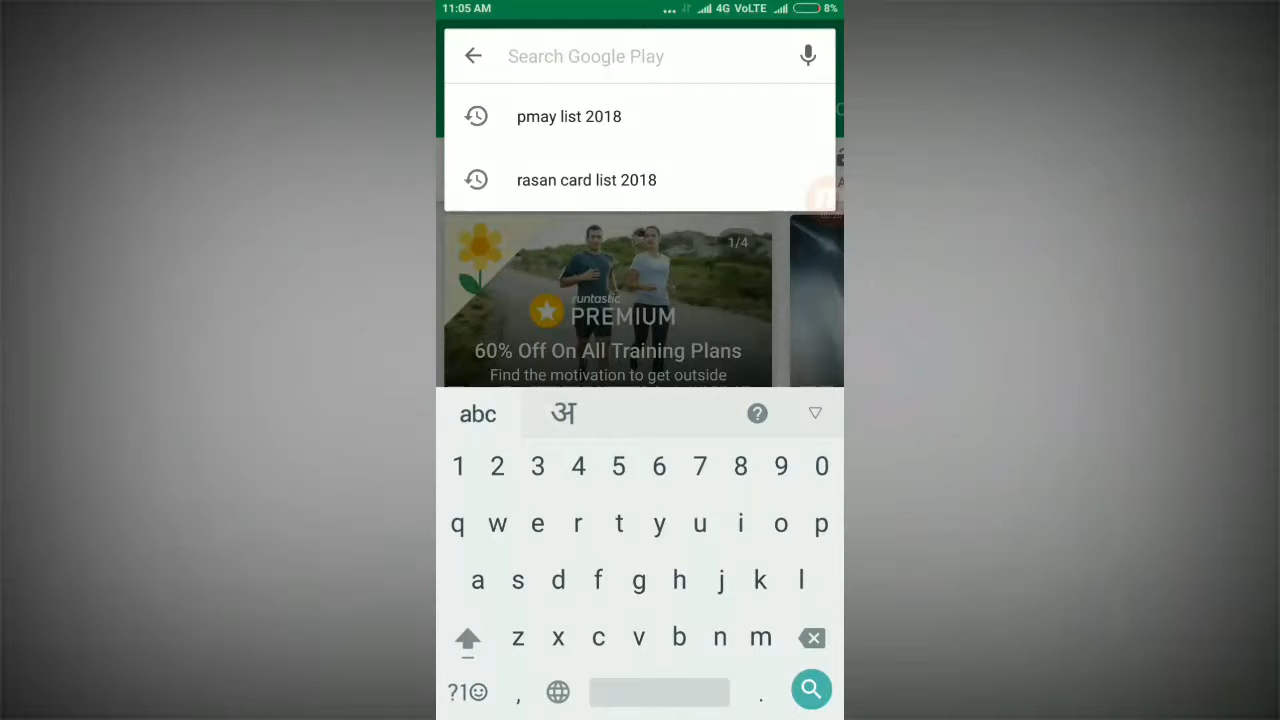 11:05 AM ... 4G VoLTE 8%
Search Google Play
pmay list 2018
rasan card list 2018
1/4
runtastic
PREMIUM
60% Off On All Training Plans
Find the motivation to get outside
abc अ ?
1 2 3 4 5 6 7 8 9 0
q w e r t y u i o p
a s d f g h j k l
z x c v b n m
?1☺ , .